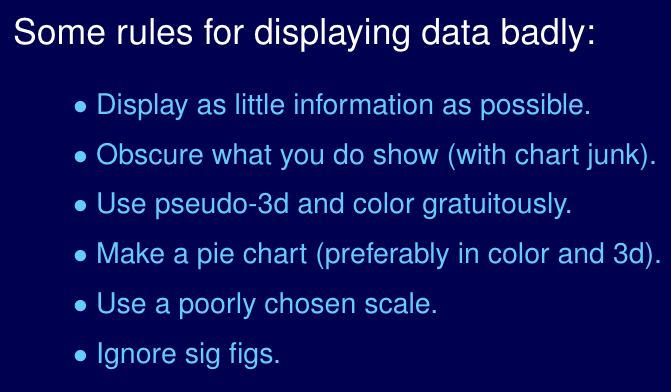 Some rules for displaying data badly:
• Display as little information as possible.
• Obscure what you do show (with chart junk).
• Use pseudo-3d and color gratuitously.
• Make a pie chart (preferably in color and 3d).
• Use a poorly chosen scale.
• Ignore sig figs.